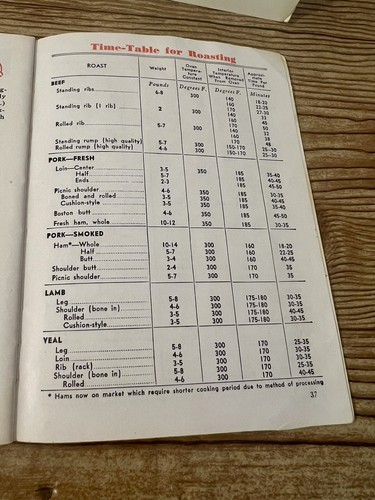 Time-Table for Roasting
ROAST Weight Oven Tempera- ture Constant Interior Temperature When Removed From Oven Approxi- mate Time Per Pound
BEEF Pounds Degrees F. Degrees F. Minutes
Standing ribs 6-8 300 140 18-20
160 22-25
170 27-30
Standing rib (1 rib) 2 300 140 33
160 45
170 50
Rolled rib 5-7 300 140 32
160 38
170 48
Standing rump (high quality) 5-7 300 150-170 25-30
Rolled rump (high quality) 4-6 300 150-170 25-30
PORK—FRESH
Loin—Center 3-5 350 185 35-40
Half 5-7 185 40-45
Ends 2-3 185 45-50
Picnic shoulder 4-6 350 185 30-35
Boned and rolled 3-5 350 185 40-45
Cushion-style 3-5 350 185 35-40
Boston butt 4-6 350 185 45-50
Fresh ham, whole 10-12 350 185 30-35
PORK—SMOKED
Ham*—Whole 10-14 300 160 18-20
Half 5-7 300 160 22-25
Butt 3-4 300 160 40-45
Shoulder butt 2-4 300 170 35
Picnic shoulder 5-7 300 170 35
LAMB
Leg 5-8 300 175-180 30-35
Shoulder (bone in) 4-6 300 175-180 30-35
Rolled 3-5 300 175-180 40-45
Cushion-style 3-5 300 175-180 30-35
VEAL
Leg 5-8 300 170 25-35
Loin 4-6 300 170 30-35
Rib (rack) 3-5 300 170 30-35
Shoulder (bone in) 5-8 300 170 25-35
Rolled 4-6 300 170 40-45
* Hams now on market which require shorter cooking period due to method of processing
37